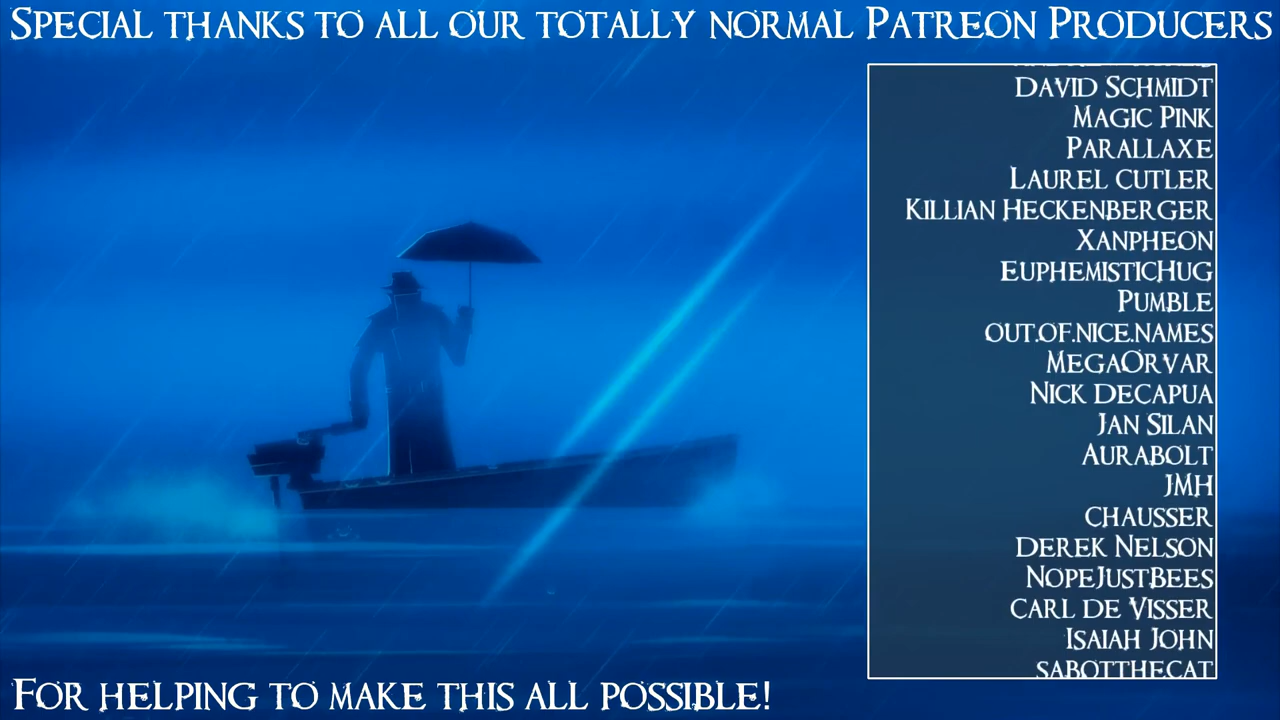 Special thanks to all our totally normal Patreon Producers
David Schmidt
Magic Pink
Parallaxe
Laurel Cutler
Killian Heckenberger
Xanpheon
EuphemisticHug
Pumble
out.of.nice.names
MegaOrvar
Nick DeCapua
Jan Silan
Aurabolt
JMH
chausser
Derek Nelson
NopeJustBees
Carl de Visser
Isaiah John
sabotthecat
For helping to make this all possible!